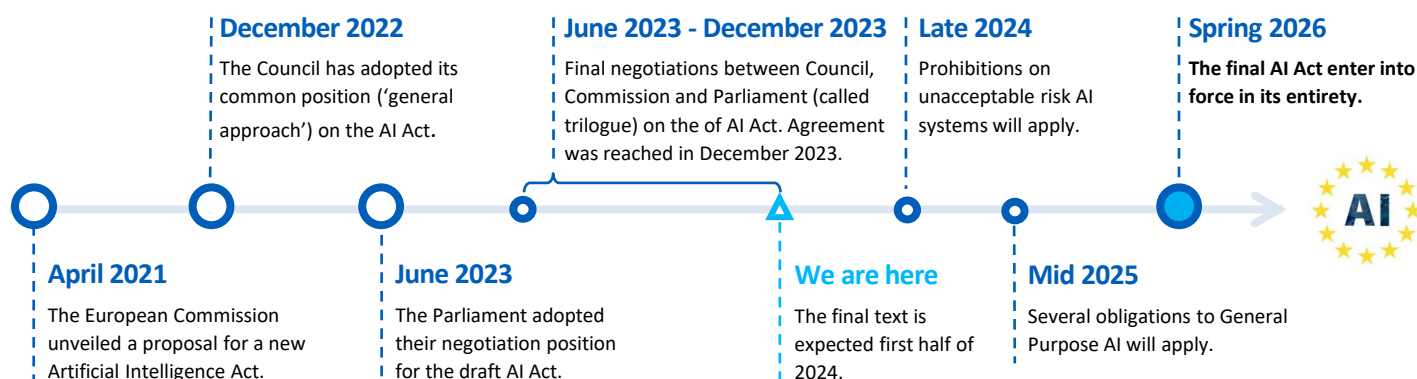 December 2022
The Council has adopted its
common position (‘general
approach’) on the AI Act.
June 2023 - December 2023
Final negotiations between Council,
Commission and Parliament (called
trilogue) on the of AI Act. Agreement
was reached in December 2023.
Late 2024
Prohibitions on
unacceptable risk AI
systems will apply.
Spring 2026
The final AI Act enter into
force in its entirety.
AI
April 2021
The European Commission
unveiled a proposal for a new
Artificial Intelligence Act.
June 2023
The Parliament adopted
their negotiation position
for the draft AI Act.
We are here
The final text is
expected first half of
2024.
Mid 2025
Several obligations to General
Purpose AI will apply.